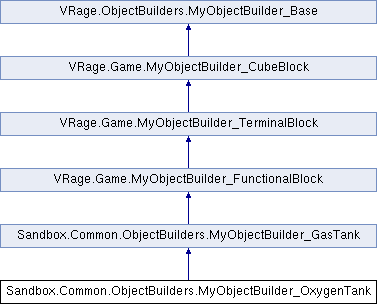 VRage.ObjectBuilders.MyObjectBuilder_Base
VRage.Game.MyObjectBuilder_CubeBlock
VRage.Game.MyObjectBuilder_TerminalBlock
VRage.Game.MyObjectBuilder_FunctionalBlock
Sandbox.Common.ObjectBuilders.MyObjectBuilder_GasTank
Sandbox.Common.ObjectBuilders.MyObjectBuilder_OxygenTank